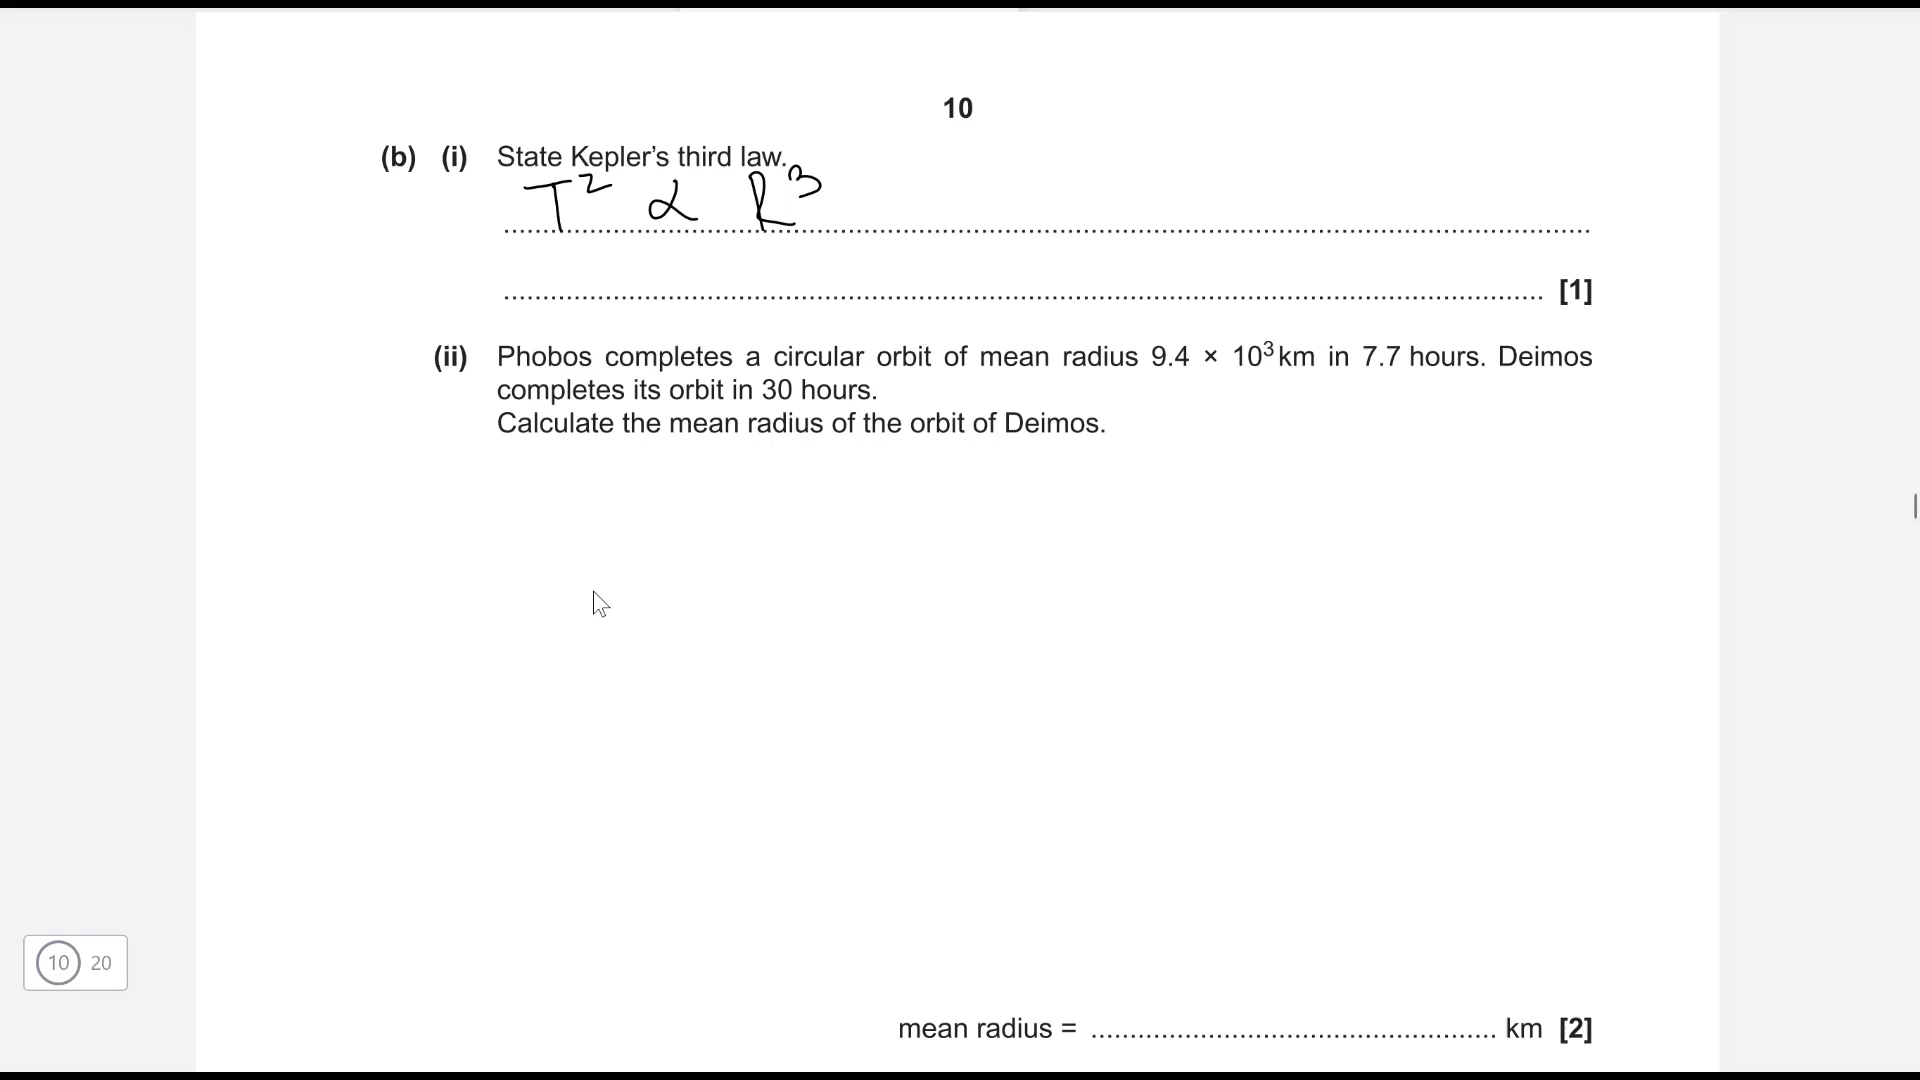 10
(b) (i) State Kepler’s third law.
T² ∝ R³
[1]
(ii) Phobos completes a circular orbit of mean radius 9.4 × 10³ km in 7.7 hours. Deimos
completes its orbit in 30 hours.
Calculate the mean radius of the orbit of Deimos.
10 20
mean radius = .................................................... km [2]